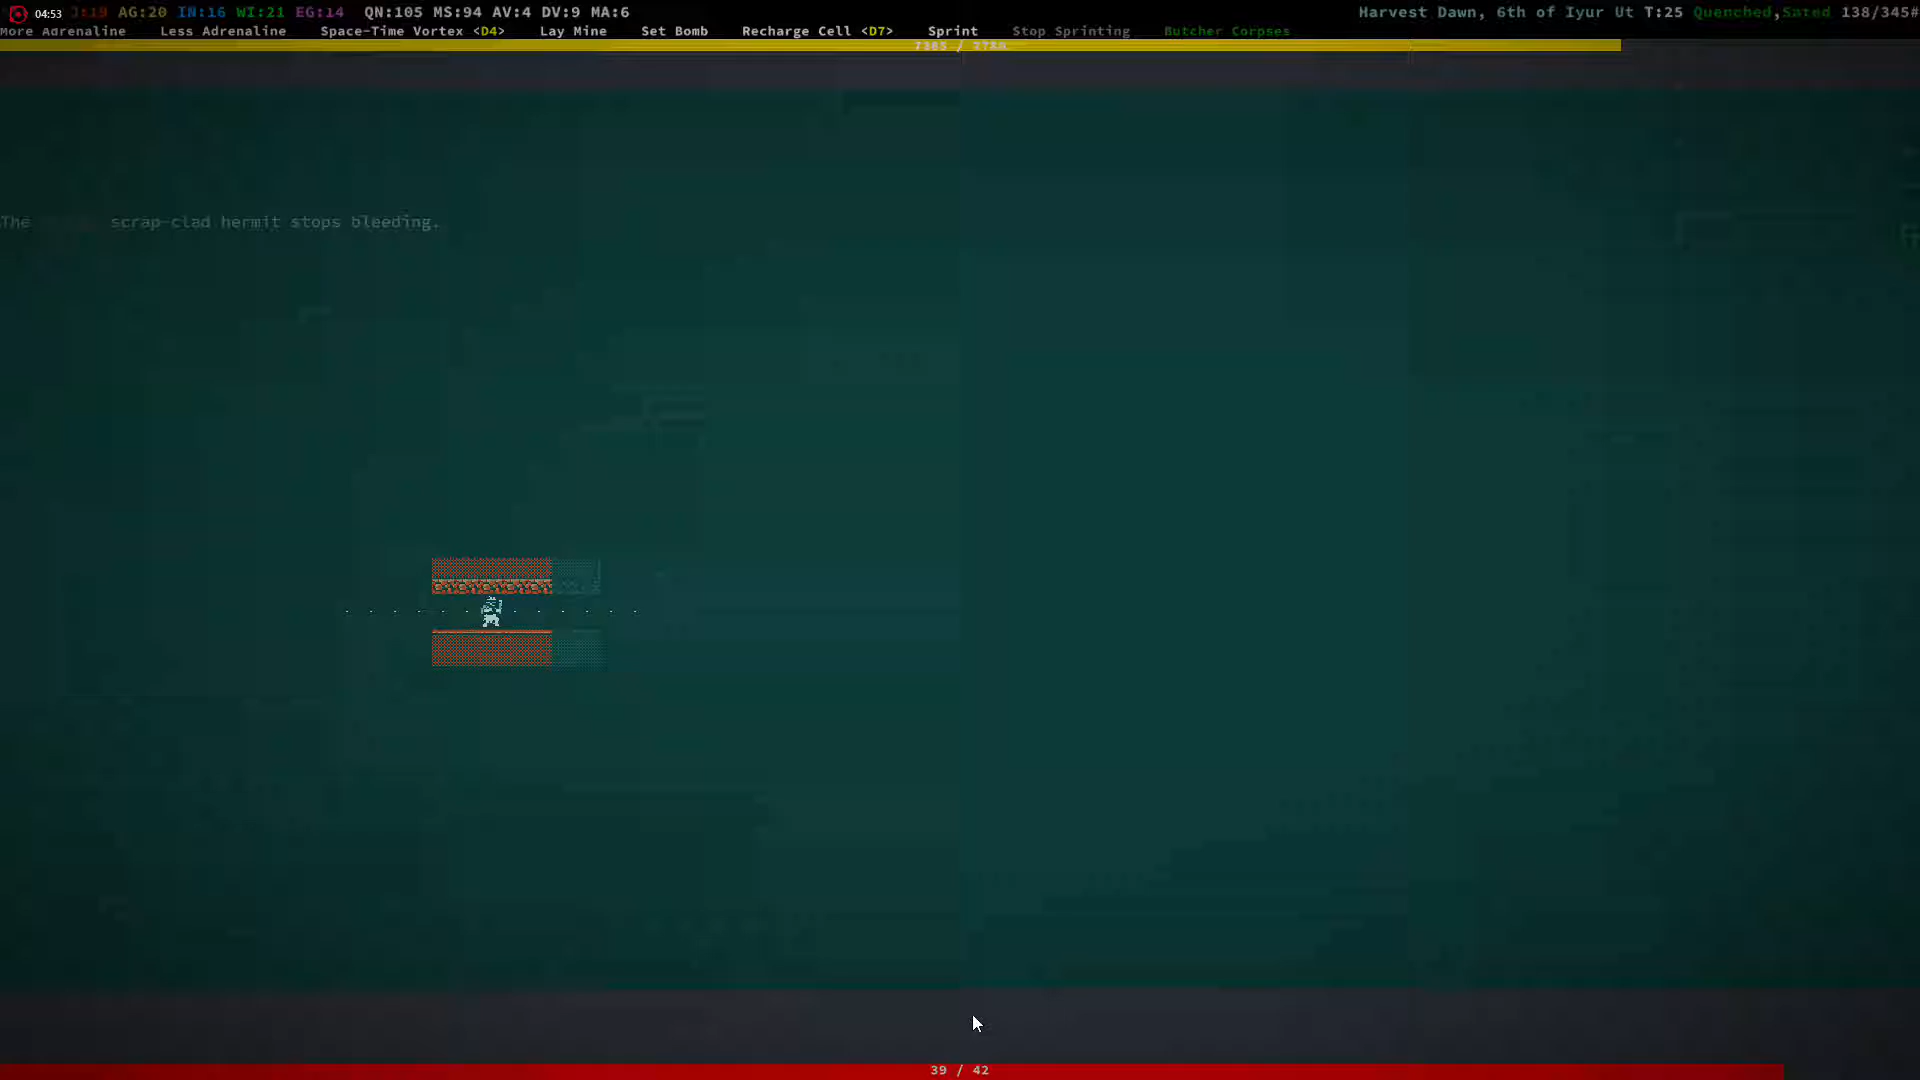 04:53 :19 AG:20 IN:16 WI:21 EG:14 QN:105 MS:94 AV:4 DV:9 MA:6 Harvest Dawn, 6th of Iyur Ut T:25 Quenched,Sated 138/345#
More Adrenaline Less Adrenaline Space-Time Vortex <D4> Lay Mine Set Bomb Recharge Cell <D7> Sprint Stop Sprinting Butcher Corpses
The scrap-clad hermit stops bleeding.
39 / 42